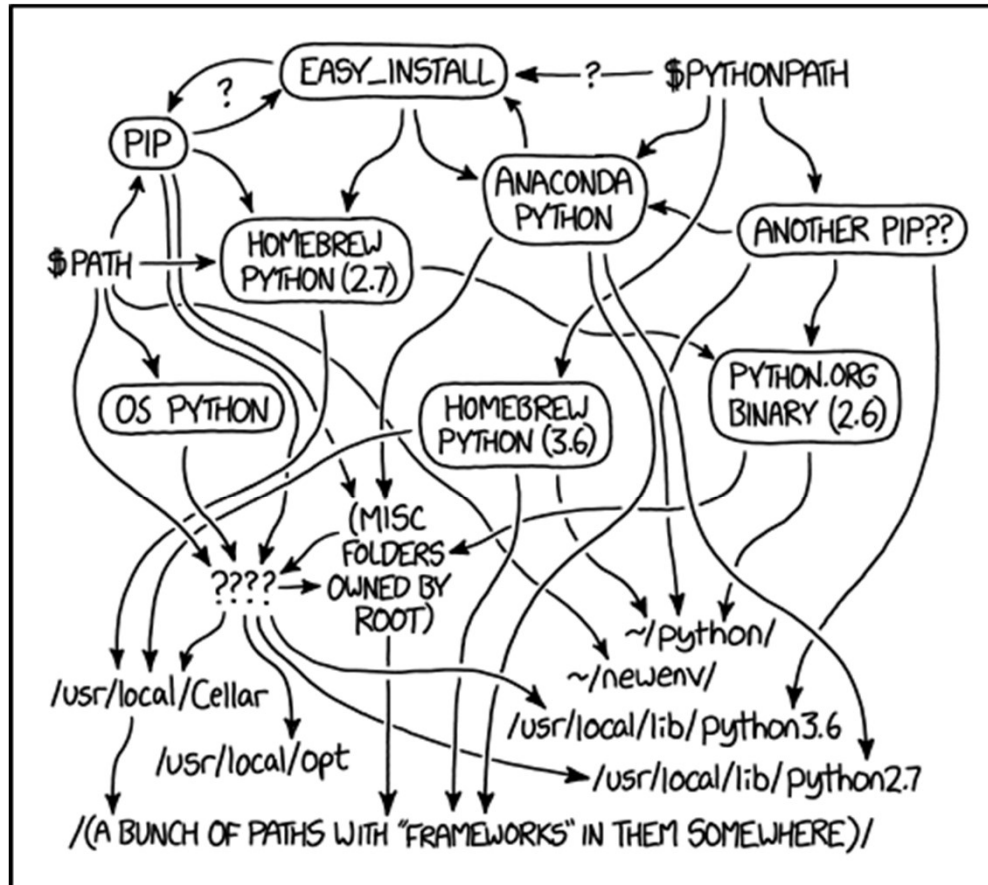 EASY_INSTALL
?
$PYTHONPATH
?
PIP
ANACONDA
PYTHON
ANOTHER PIP??
HOMEBREW
PYTHON (2.7)
$PATH
OS PYTHON
HOMEBREW
PYTHON (3.6)
PYTHON.ORG
BINARY (2.6)
(MISC
FOLDERS
OWNED BY
ROOT)
????
~/python/
~/newenv/
/usr/local/Cellar
/usr/local/lib/python3.6
/usr/local/opt
/usr/local/lib/python2.7
/(A BUNCH OF PATHS WITH "FRAMEWORKS" IN THEM SOMEWHERE)/